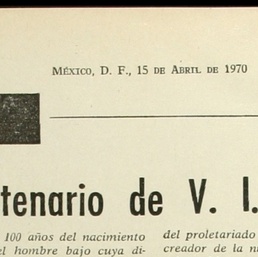 MÉXICO, D. F., 15 DE ABRIL DE 1970
tenario de V. I.
100 años del nacimiento
el hombre bajo cuya di-
del proletariado
creador de la